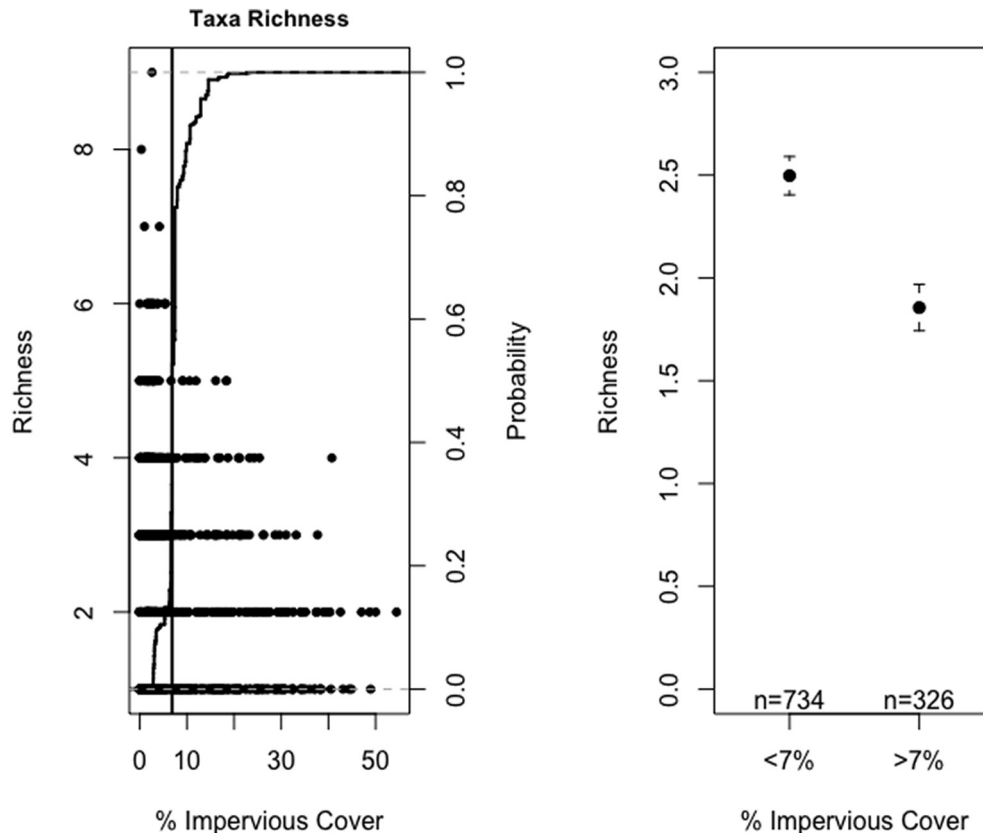 Taxa Richness
Richness
8
6
4
2
1.0
0.8
0.6
0.4
0.2
0.0
Probability
0 10 30 50
% Impervious Cover
Richness
3.0
2.5
2.0
1.5
1.0
0.5
0.0
n=734 n=326
<7% >7%
% Impervious Cover